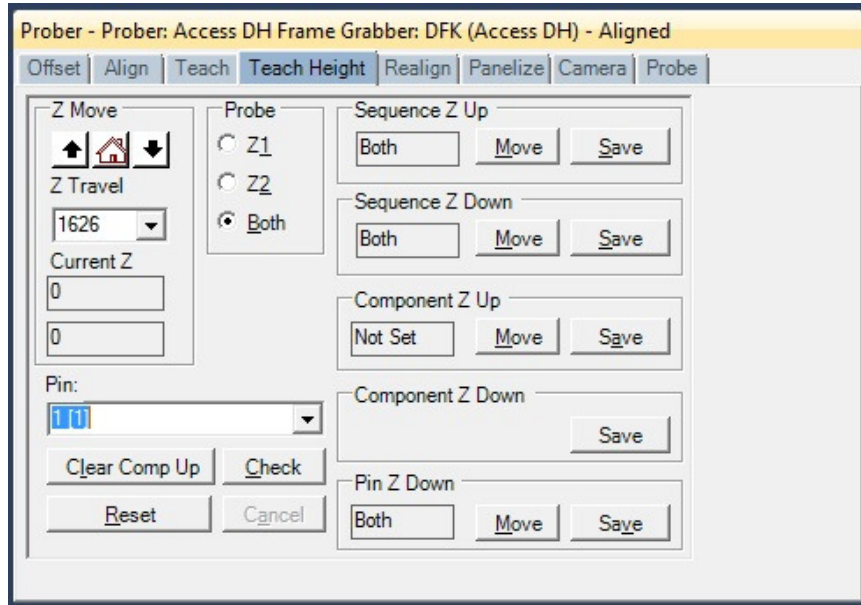 Prober - Prober: Access DH Frame Grabber: DFK (Access DH) - Aligned
Offset Align Teach Teach Height Realign Panelize Camera Probe
Z Move
Z Travel
1626
Current Z
0
0
Probe
Z1
Z2
Both
Sequence Z Up
Both Move Save
Sequence Z Down
Both Move Save
Component Z Up
Not Set Move Save
Component Z Down
Save
Pin Z Down
Both Move Save
Pin:
1 [1]
Clear Comp Up Check
Reset Cancel